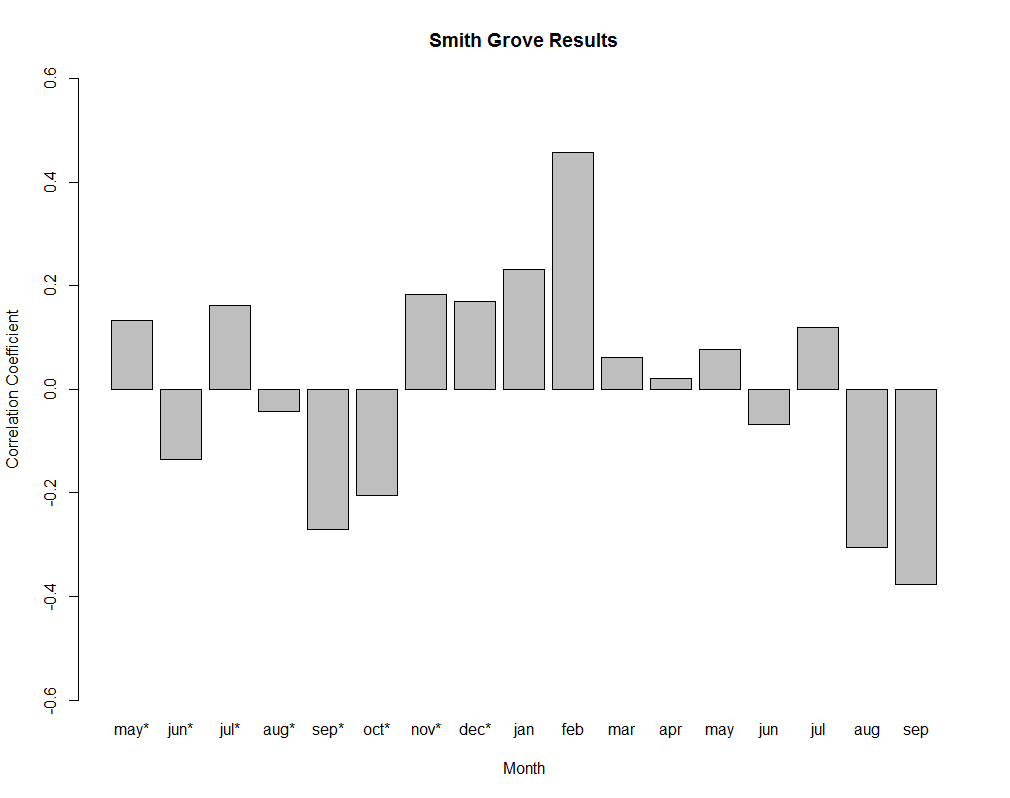 Smith Grove Results
Correlation Coefficient
0.6
0.4
0.2
0.0
-0.2
-0.4
-0.6
may* jun* jul* aug* sep* oct* nov* dec* jan feb mar apr may jun jul aug sep
Month